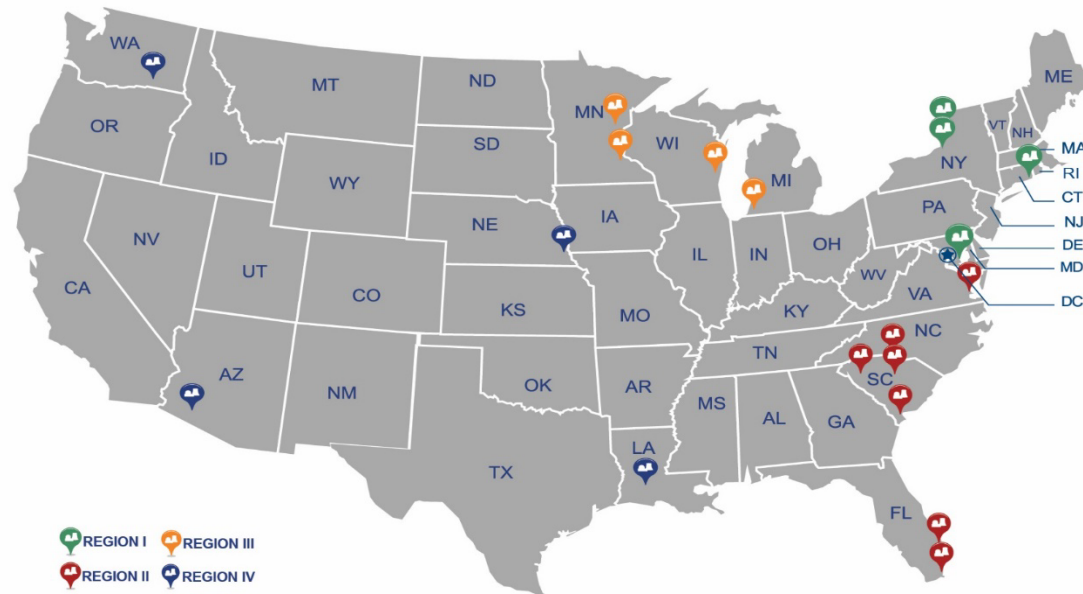 WA
MT
ND
MN
ME
OR
ID
SD
WI
MI
VT
NH
NY
MA
RI
CT
WY
IA
PA
NJ
NE
NV
UT
IL
IN
OH
DE
MD
DC
CA
CO
KS
MO
WV
VA
KY
NC
TN
AZ
NM
OK
AR
SC
MS
AL
GA
LA
TX
FL
REGION I
REGION III
REGION II
REGION IV